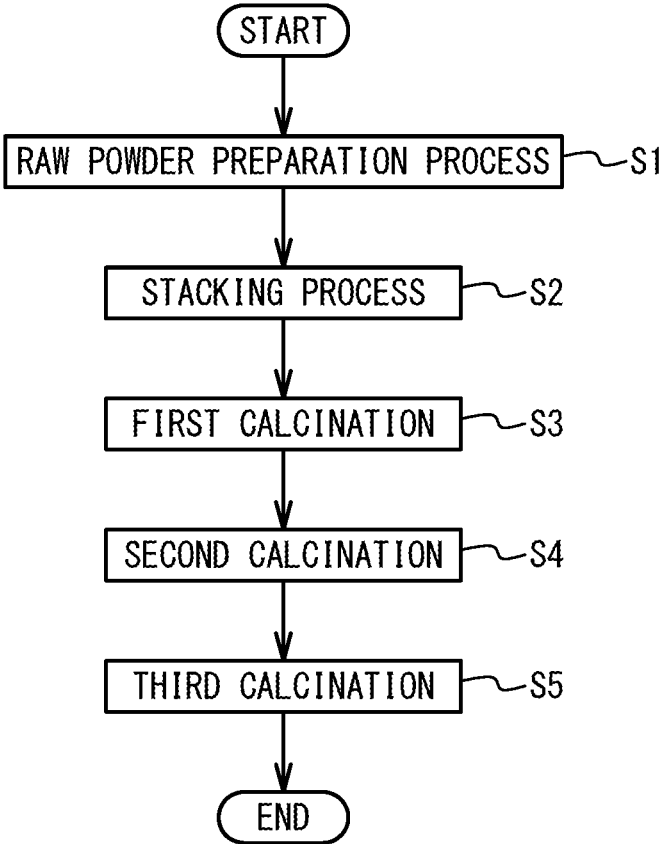 START
RAW POWDER PREPARATION PROCESS S1
STACKING PROCESS S2
FIRST CALCINATION S3
SECOND CALCINATION S4
THIRD CALCINATION S5
END